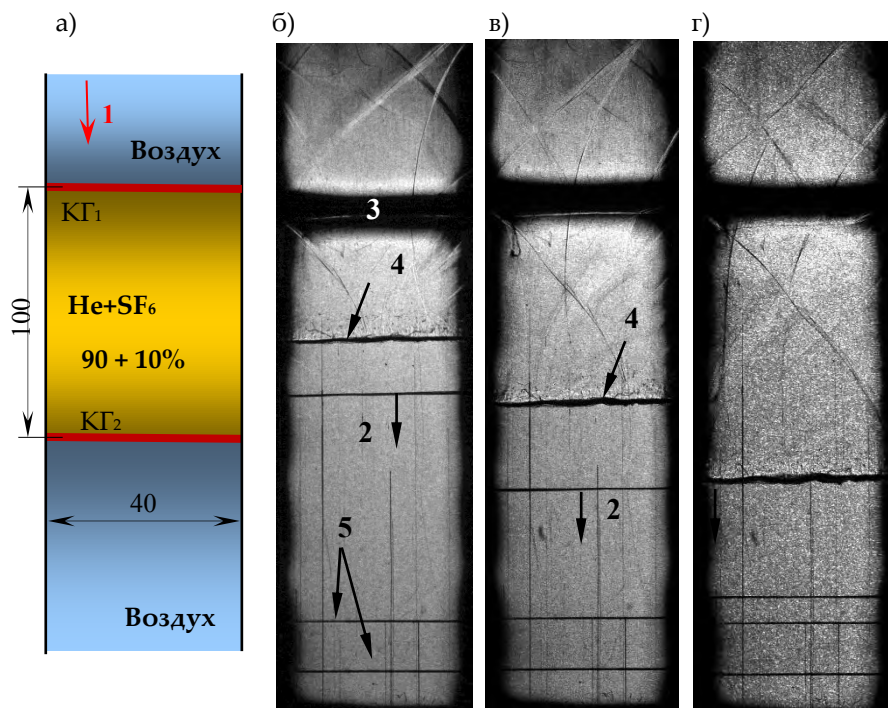 а)
б)
в)
г)
1
Воздух
КГ₁
100
He+SF₆
90 + 10%
КГ₂
40
Воздух
3
4
2
5
4
2